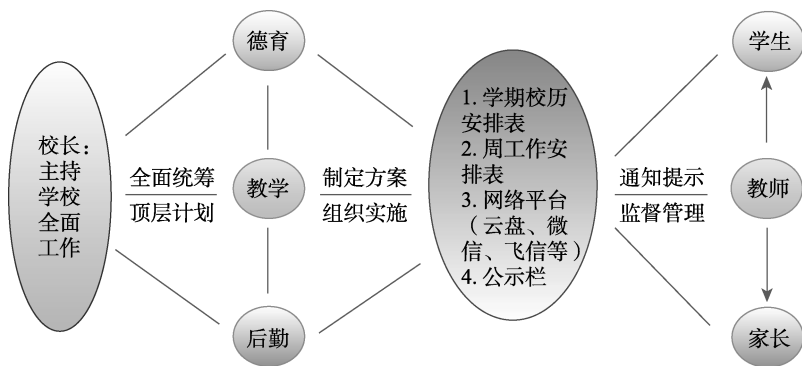 校长：
主持
学校
全面
工作
全面统筹
顶层计划
德育
教学
后勤
制定方案
组织实施
1. 学期校历
安排表
2. 周工作安
排表
3. 网络平台
（云盘、微
信、飞信等）
4. 公示栏
通知提示
监督管理
学生
教师
家长